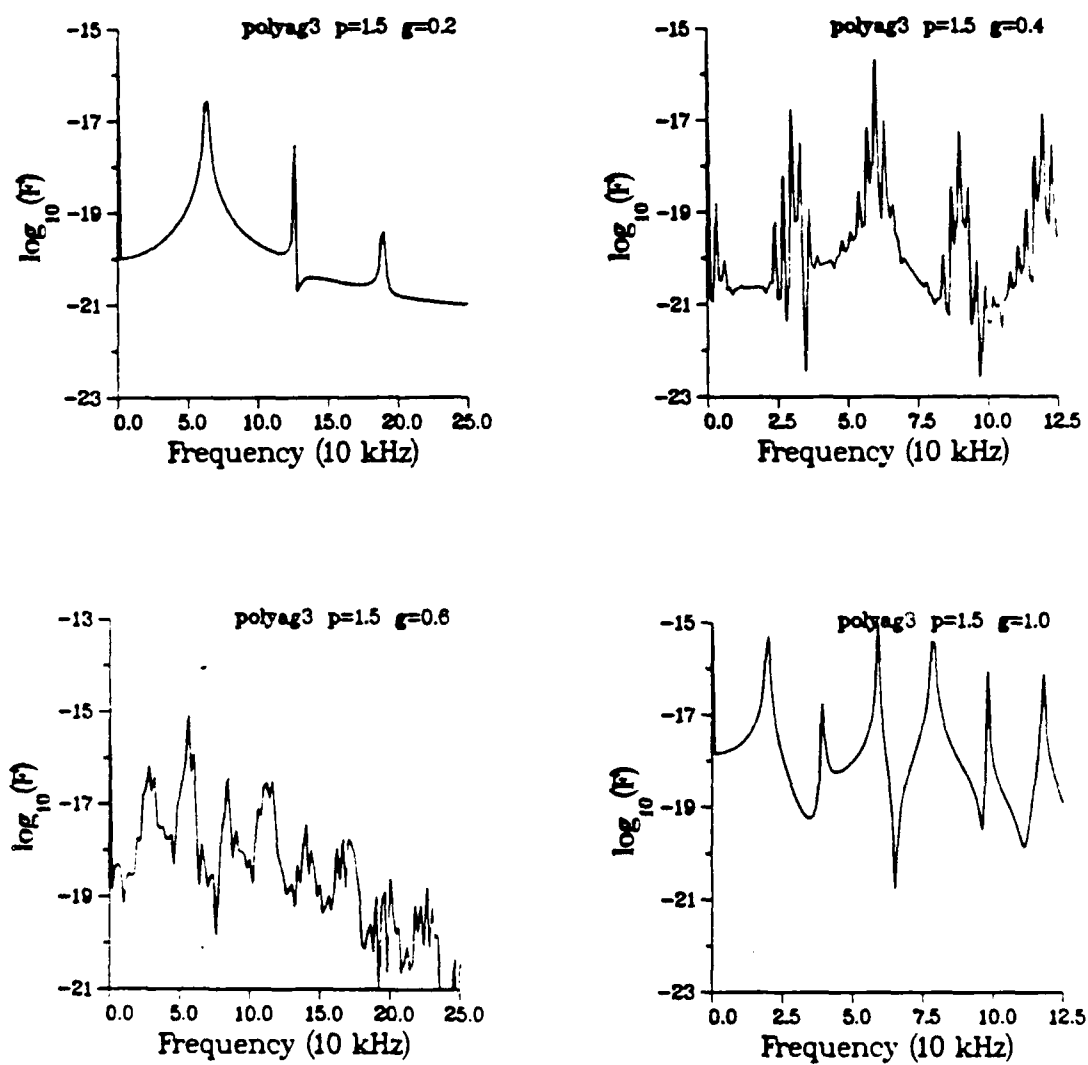 polyag3 p=1.5 g=0.2
-15
-17
-19
-21
-23
log10(F)
0.0 5.0 10.0 15.0 20.0 25.0
Frequency (10 kHz)
polyag3 p=1.5 g=0.4
-15
-17
-19
-21
-23
log10(F)
0.0 2.5 5.0 7.5 10.0 12.5
Frequency (10 kHz)
polyag3 p=1.5 g=0.6
-13
-15
-17
-19
-21
log10(F)
0.0 5.0 10.0 15.0 20.0 25.0
Frequency (10 kHz)
polyag3 p=1.5 g=1.0
-15
-17
-19
-21
-23
log10(F)
0.0 2.5 5.0 7.5 10.0 12.5
Frequency (10 kHz)